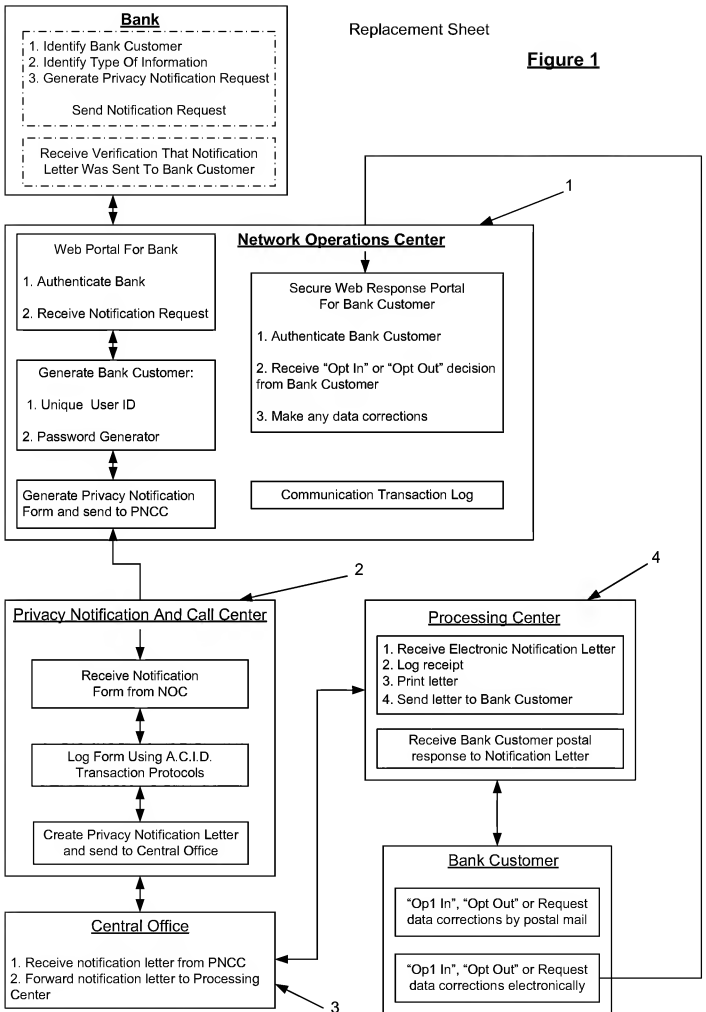 Replacement Sheet
Figure 1
Bank
1. Identify Bank Customer
2. Identify Type Of Information
3. Generate Privacy Notification Request
Send Notification Request
Receive Verification That Notification
Letter Was Sent To Bank Customer
1
Network Operations Center
Web Portal For Bank
1. Authenticate Bank
2. Receive Notification Request
Generate Bank Customer:
1. Unique User ID
2. Password Generator
Generate Privacy Notification
Form and send to PNCC
Secure Web Response Portal
For Bank Customer
1. Authenticate Bank Customer
2. Receive “Opt In” or “Opt Out” decision
from Bank Customer
3. Make any data corrections
Communication Transaction Log
2
Privacy Notification And Call Center
Receive Notification
Form from NOC
Log Form Using A.C.I.D.
Transaction Protocols
Create Privacy Notification Letter
and send to Central Office
Central Office
1. Receive notification letter from PNCC
2. Forward notification letter to Processing
Center
3
4
Processing Center
1. Receive Electronic Notification Letter
2. Log receipt
3. Print letter
4. Send letter to Bank Customer
Receive Bank Customer postal
response to Notification Letter
Bank Customer
“Op1 In”, “Opt Out” or Request
data corrections by postal mail
“Op1 In”, “Opt Out” or Request
data corrections electronically